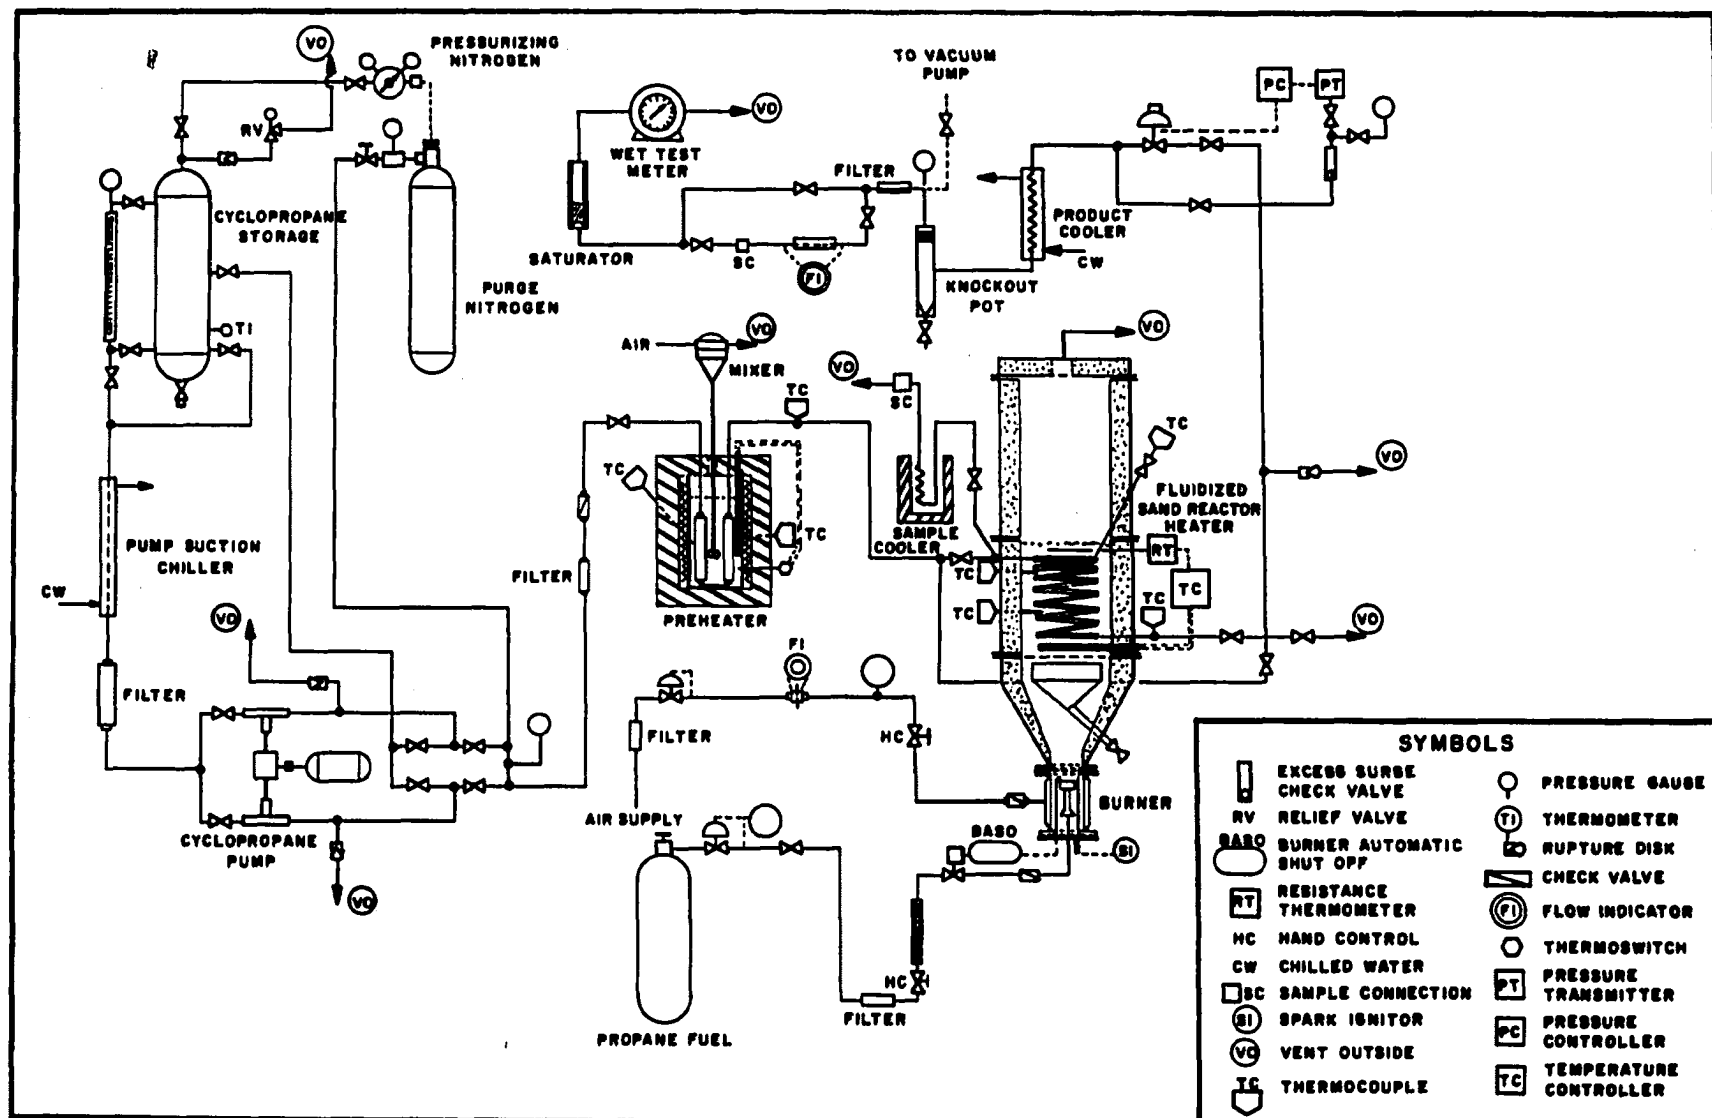 VO
PRESSURIZING
NITROGEN
RV
TO VACUUM
PUMP
PC
PT
VO
WET TEST
METER
FILTER
CYCLOPROPANE
STORAGE
PRODUCT
COOLER
CW
SATURATOR
SC
FI
KNOCKOUT
POT
PURGE
NITROGEN
TI
AIR
VO
MIXER
VO
VO
SC
TC
TC
VO
TC
FLUIDIZED
SAND REACTOR
HEATER
PUMP SUCTION
CHILLER
FILTER
TC
SAMPLE
COOLER
RT
TC
TC
TC
TC
CW
PREHEATER
VO
VO
FILTER
FI
FILTER
HC
CYCLOPROPANE
PUMP
AIR SUPPLY
BURNER
BASO
SI
VO
HC
FILTER
PROPANE FUEL
SYMBOLS
EXCESS SURGE
CHECK VALVE
RV RELIEF VALVE
BASO BURNER AUTOMATIC
SHUT OFF
RT RESISTANCE
THERMOMETER
HC HAND CONTROL
CW CHILLED WATER
SC SAMPLE CONNECTION
SI SPARK IGNITOR
VO VENT OUTSIDE
TC THERMOCOUPLE
PRESSURE GAUGE
TI THERMOMETER
RUPTURE DISK
CHECK VALVE
FI FLOW INDICATOR
THERMOSWITCH
PT PRESSURE
TRANSMITTER
PC PRESSURE
CONTROLLER
TC TEMPERATURE
CONTROLLER